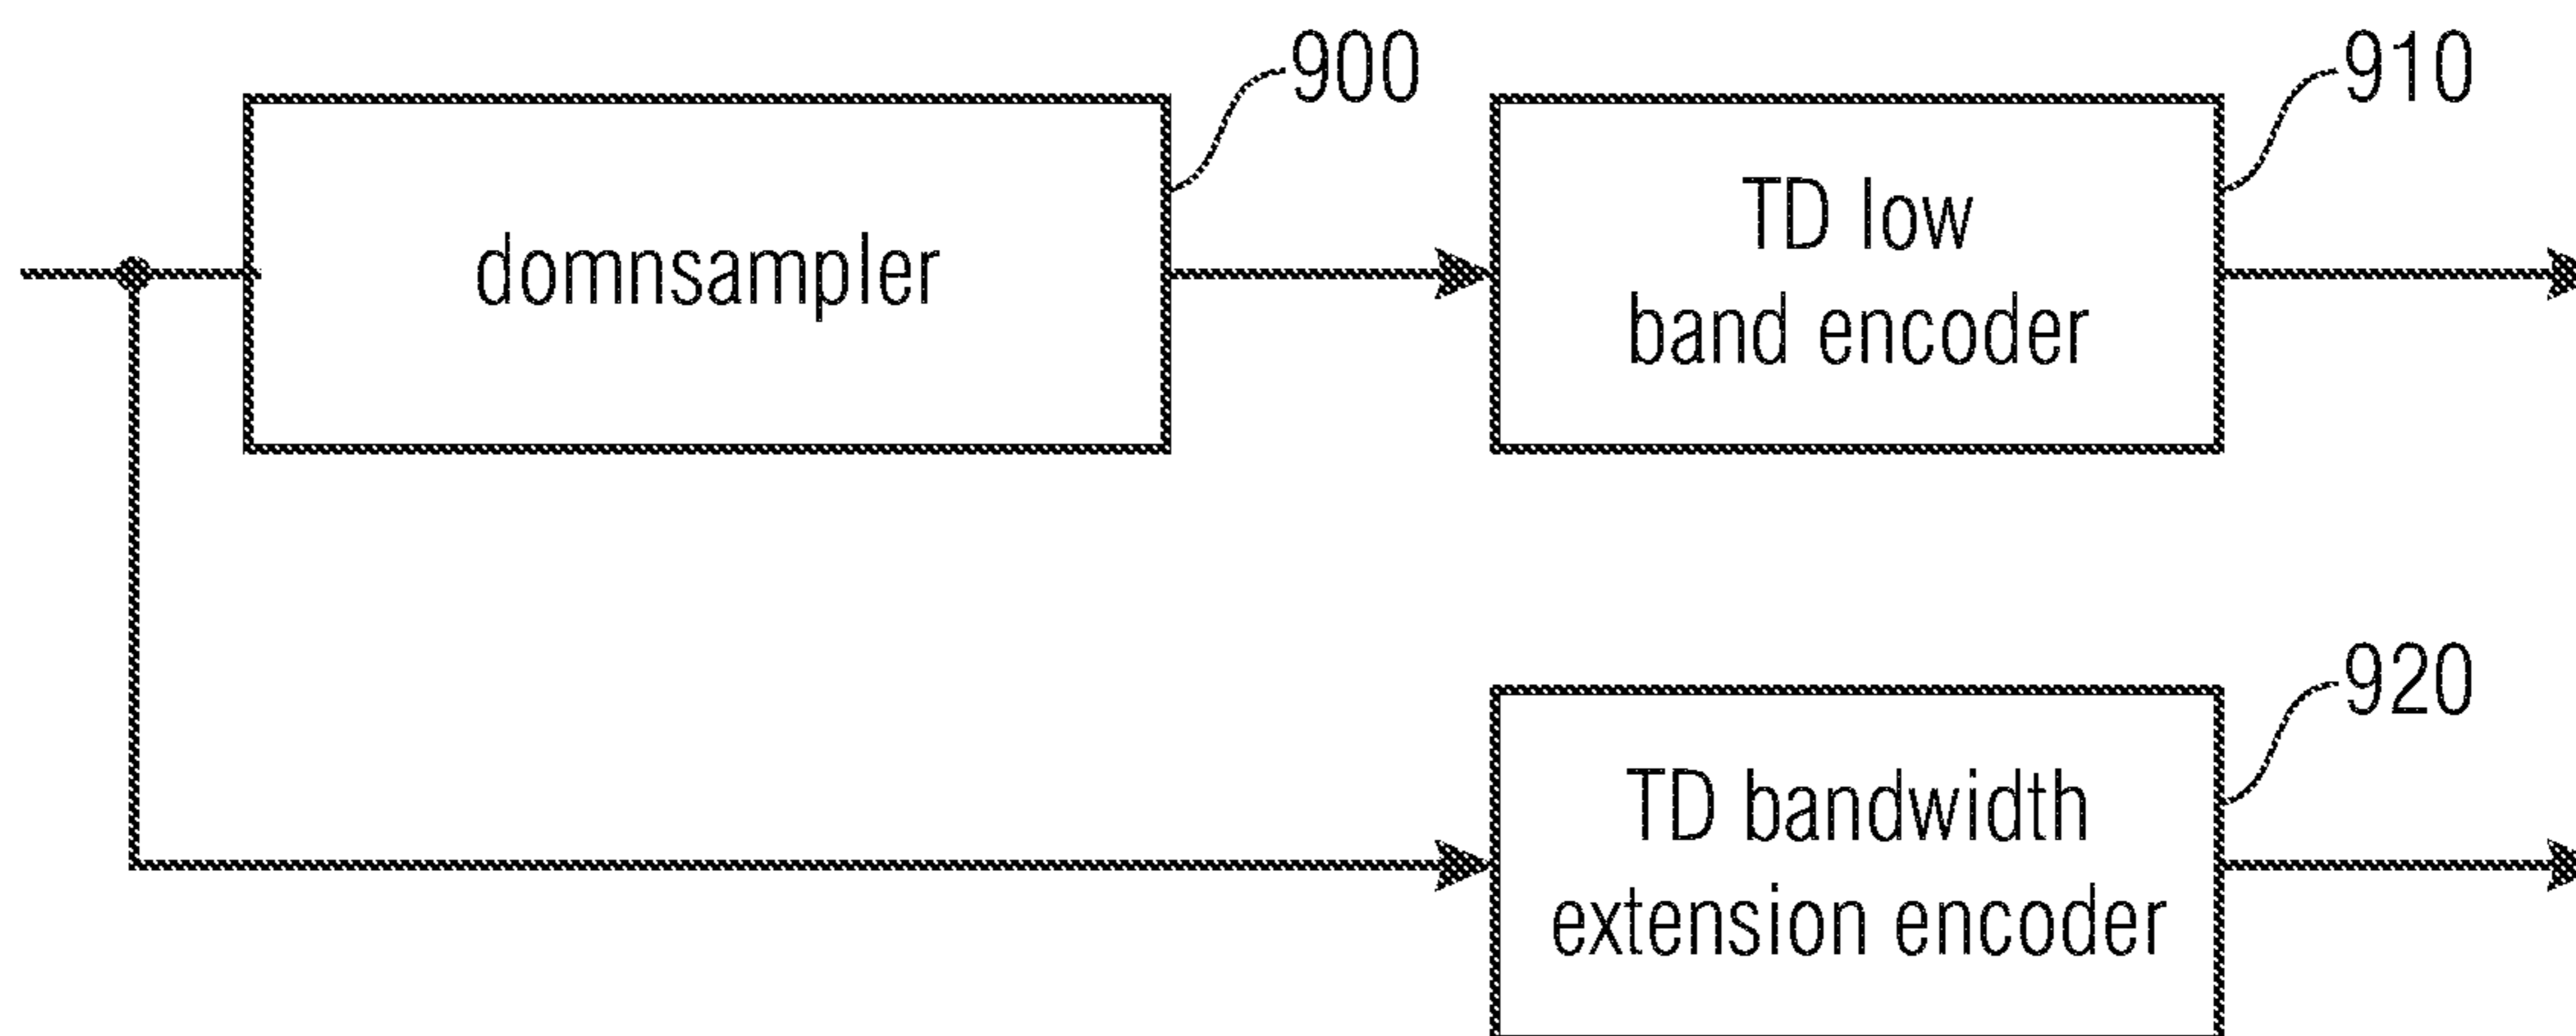 900
domnsampler
910
TD low
band encoder
920
TD bandwidth
extension encoder